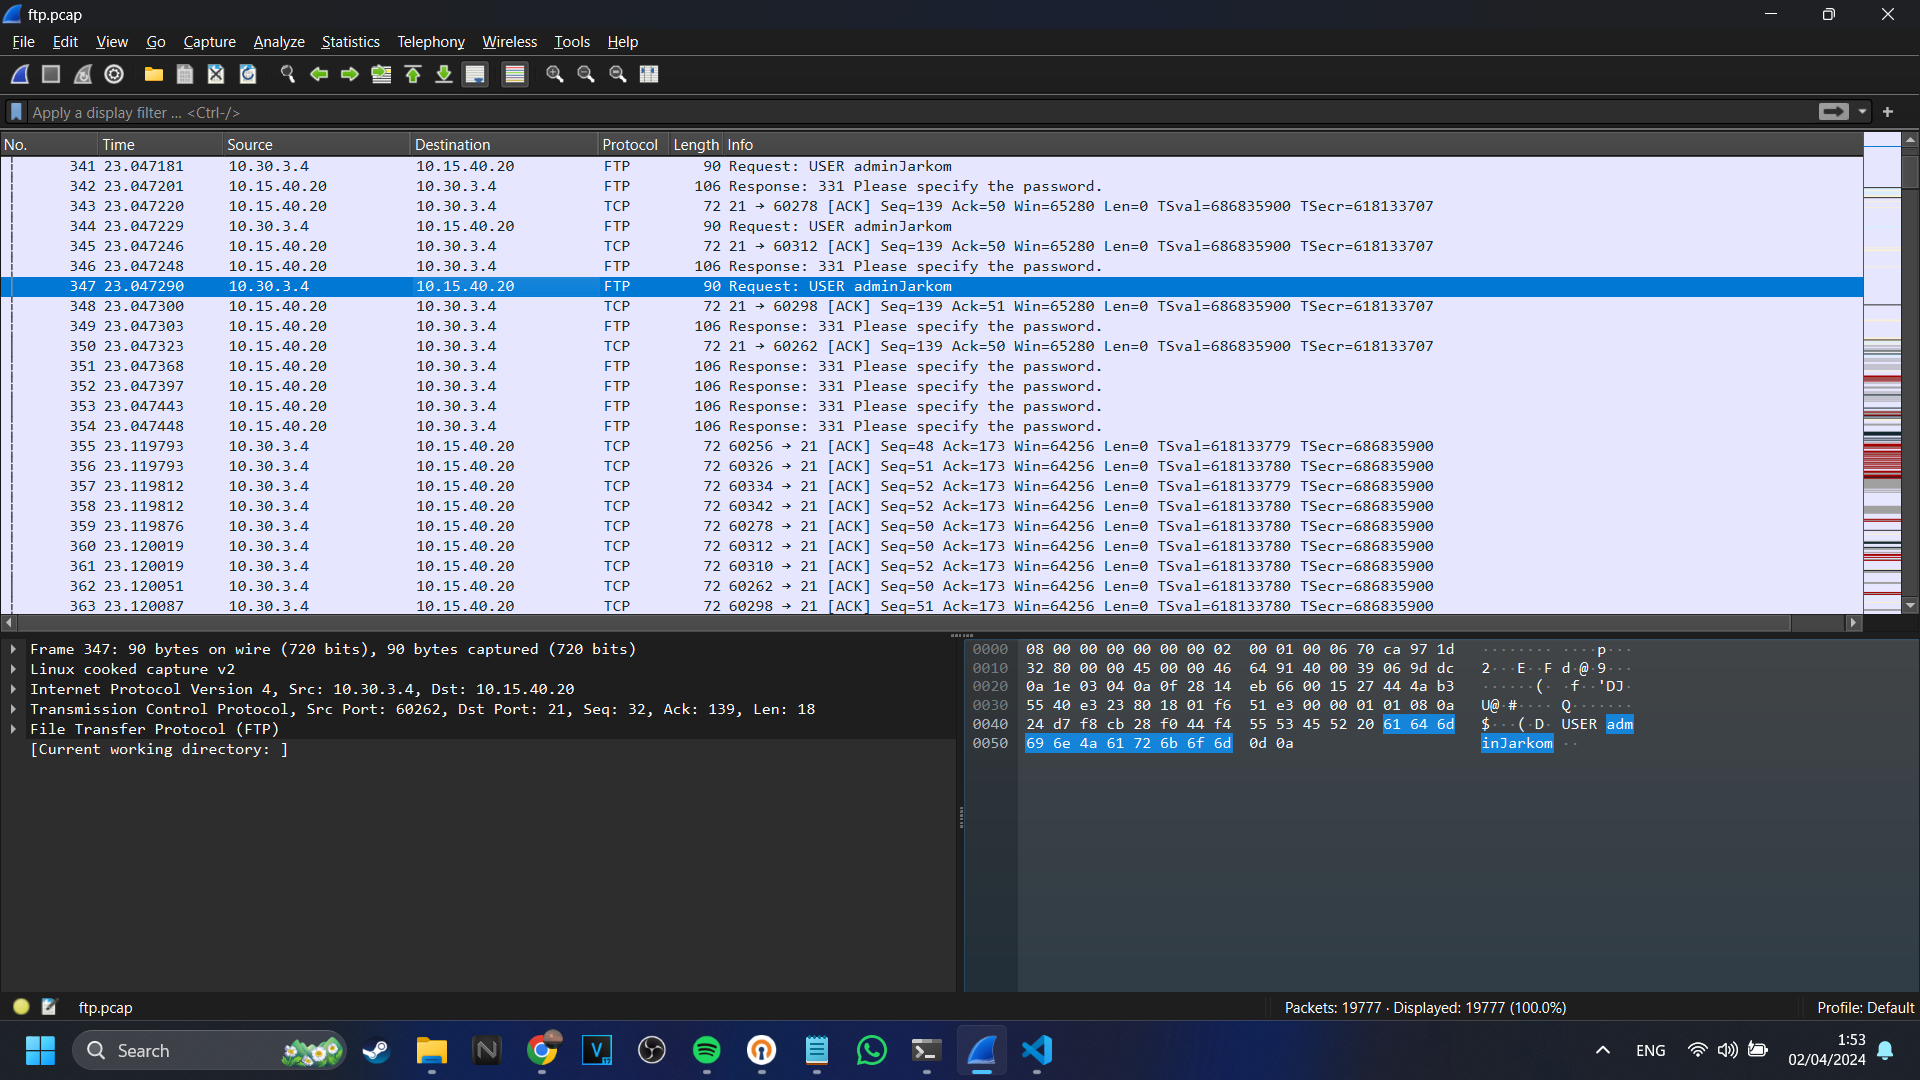 ftp.pcap
File Edit View Go Capture Analyze Statistics Telephony Wireless Tools Help
Apply a display filter ... <Ctrl-/>
No. Time Source Destination Protocol Length Info
341 23.047181 10.30.3.4 10.15.40.20 FTP 90 Request: USER adminJarkom
342 23.047201 10.15.40.20 10.30.3.4 FTP 106 Response: 331 Please specify the password.
343 23.047220 10.15.40.20 10.30.3.4 TCP 72 21 → 60278 [ACK] Seq=139 Ack=50 Win=65280 Len=0 TSval=686835900 TSecr=618133707
344 23.047229 10.30.3.4 10.15.40.20 FTP 90 Request: USER adminJarkom
345 23.047246 10.15.40.20 10.30.3.4 TCP 72 21 → 60312 [ACK] Seq=139 Ack=50 Win=65280 Len=0 TSval=686835900 TSecr=618133707
346 23.047248 10.15.40.20 10.30.3.4 FTP 106 Response: 331 Please specify the password.
347 23.047290 10.30.3.4 10.15.40.20 FTP 90 Request: USER adminJarkom
348 23.047300 10.15.40.20 10.30.3.4 TCP 72 21 → 60298 [ACK] Seq=139 Ack=51 Win=65280 Len=0 TSval=686835900 TSecr=618133707
349 23.047303 10.15.40.20 10.30.3.4 FTP 106 Response: 331 Please specify the password.
350 23.047323 10.15.40.20 10.30.3.4 TCP 72 21 → 60262 [ACK] Seq=139 Ack=50 Win=65280 Len=0 TSval=686835900 TSecr=618133707
351 23.047368 10.15.40.20 10.30.3.4 FTP 106 Response: 331 Please specify the password.
352 23.047397 10.15.40.20 10.30.3.4 FTP 106 Response: 331 Please specify the password.
353 23.047443 10.15.40.20 10.30.3.4 FTP 106 Response: 331 Please specify the password.
354 23.047448 10.15.40.20 10.30.3.4 FTP 106 Response: 331 Please specify the password.
355 23.119793 10.30.3.4 10.15.40.20 TCP 72 60256 → 21 [ACK] Seq=48 Ack=173 Win=64256 Len=0 TSval=618133779 TSecr=686835900
356 23.119793 10.30.3.4 10.15.40.20 TCP 72 60326 → 21 [ACK] Seq=51 Ack=173 Win=64256 Len=0 TSval=618133780 TSecr=686835900
357 23.119812 10.30.3.4 10.15.40.20 TCP 72 60334 → 21 [ACK] Seq=52 Ack=173 Win=64256 Len=0 TSval=618133779 TSecr=686835900
358 23.119812 10.30.3.4 10.15.40.20 TCP 72 60342 → 21 [ACK] Seq=52 Ack=173 Win=64256 Len=0 TSval=618133780 TSecr=686835900
359 23.119876 10.30.3.4 10.15.40.20 TCP 72 60278 → 21 [ACK] Seq=50 Ack=173 Win=64256 Len=0 TSval=618133780 TSecr=686835900
360 23.120019 10.30.3.4 10.15.40.20 TCP 72 60312 → 21 [ACK] Seq=50 Ack=173 Win=64256 Len=0 TSval=618133780 TSecr=686835900
361 23.120019 10.30.3.4 10.15.40.20 TCP 72 60310 → 21 [ACK] Seq=52 Ack=173 Win=64256 Len=0 TSval=618133780 TSecr=686835900
362 23.120051 10.30.3.4 10.15.40.20 TCP 72 60262 → 21 [ACK] Seq=50 Ack=173 Win=64256 Len=0 TSval=618133780 TSecr=686835900
363 23.120087 10.30.3.4 10.15.40.20 TCP 72 60298 → 21 [ACK] Seq=51 Ack=173 Win=64256 Len=0 TSval=618133780 TSecr=686835900
Frame 347: 90 bytes on wire (720 bits), 90 bytes captured (720 bits)
Linux cooked capture v2
Internet Protocol Version 4, Src: 10.30.3.4, Dst: 10.15.40.20
Transmission Control Protocol, Src Port: 60262, Dst Port: 21, Seq: 32, Ack: 139, Len: 18
File Transfer Protocol (FTP)
[Current working directory: ]
0000 08 00 00 00 00 00 00 02 00 01 00 06 70 ca 97 1d ········ ····p···
0010 32 80 00 00 45 00 00 46 64 91 40 00 39 06 9d dc 2···E··F d·@·9···
0020 0a 1e 03 04 0a 0f 28 14 eb 66 00 15 27 44 4a b3 ······(· ·f··'DJ·
0030 55 40 e3 23 80 18 01 f6 51 e3 00 00 01 01 08 0a U@·#···· Q·······
0040 24 d7 f8 cb 28 f0 44 f4 55 53 45 52 20 61 64 6d $···(·D· USER adm
0050 69 6e 4a 61 72 6b 6f 6d 0d 0a inJarkom ··
ftp.pcap
Packets: 19777 · Displayed: 19777 (100.0%)
Profile: Default
Search
ENG
1:53
02/04/2024